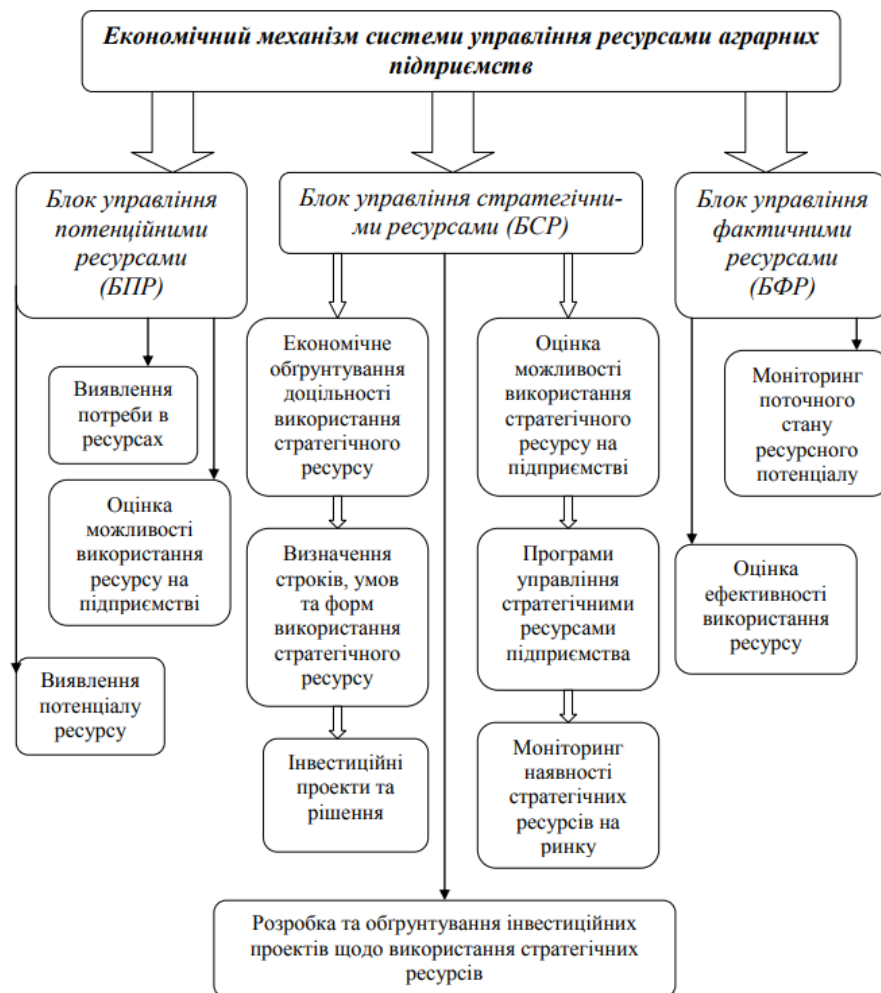 Економічний механізм системи управління ресурсами аграрних
підприємств
Блок управління
потенційними
ресурсами
(БПР)
Блок управління стратегічни-
ми ресурсами (БСР)
Блок управління
фактичними
ресурсами
(БФР)
Виявлення
потреби в
ресурсах
Оцінка
можливості
використання
ресурсу на
підприємстві
Виявлення
потенціалу
ресурсу
Економічне
обґрунтування
доцільності
використання
стратегічного
ресурсу
Визначення
строків, умов
та форм
використання
стратегічного
ресурсу
Інвестиційні
проекти та
рішення
Оцінка
можливості
використання
стратегічного
ресурсу на
підприємстві
Програми
управління
стратегічними
ресурсами
підприємства
Моніторинг
наявності
стратегічних
ресурсів на
ринку
Моніторинг
поточного
стану
ресурсного
потенціалу
Оцінка
ефективності
використання
ресурсу
Розробка та обґрунтування інвестиційних
проектів щодо використання стратегічних
ресурсів